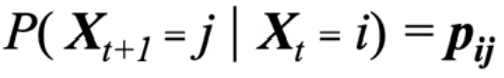 P( X_{t+1} = j | X_t = i) = p_{ij}